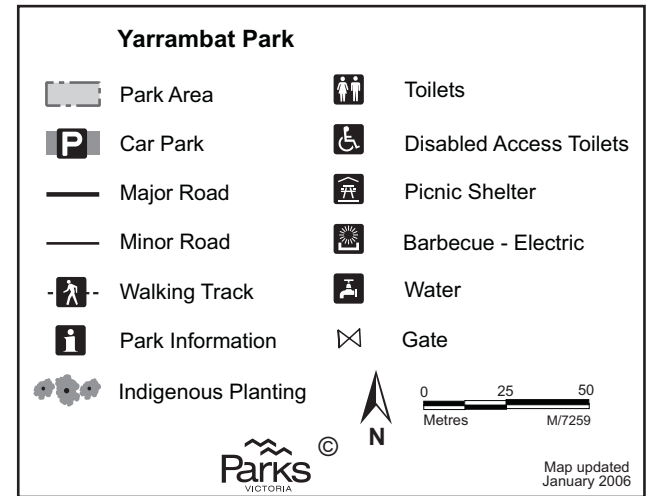 Yarrambat Park
Park Area
P
Car Park
Major Road
Minor Road
Walking Track
i
Park Information
Indigenous Planting
Toilets
Disabled Access Toilets
Picnic Shelter
Barbecue - Electric
Water
Gate
N
0 25 50
Metres M/7259
©
Parks
VICTORIA
Map updated
January 2006